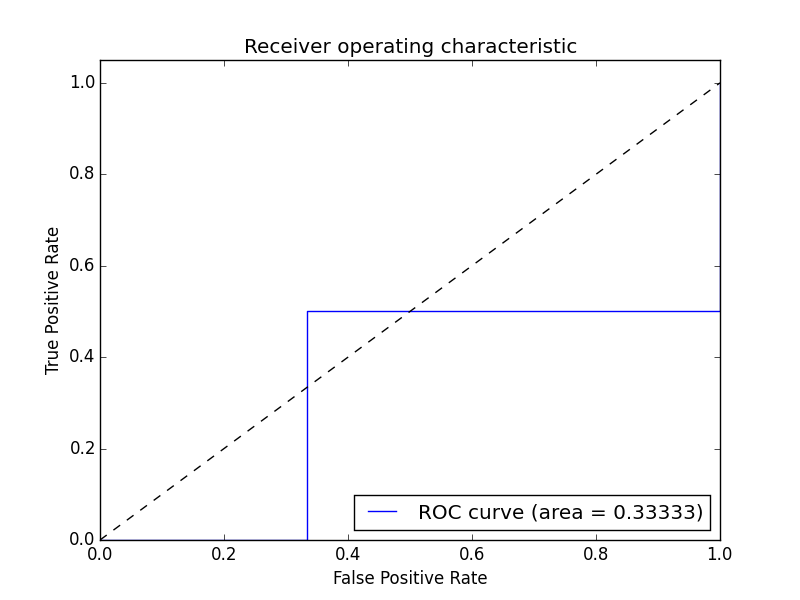 Receiver operating characteristic
True Positive Rate
1.0
0.8
0.6
0.4
0.2
0.0
ROC curve (area = 0.33333)
0.0 0.2 0.4 0.6 0.8 1.0
False Positive Rate